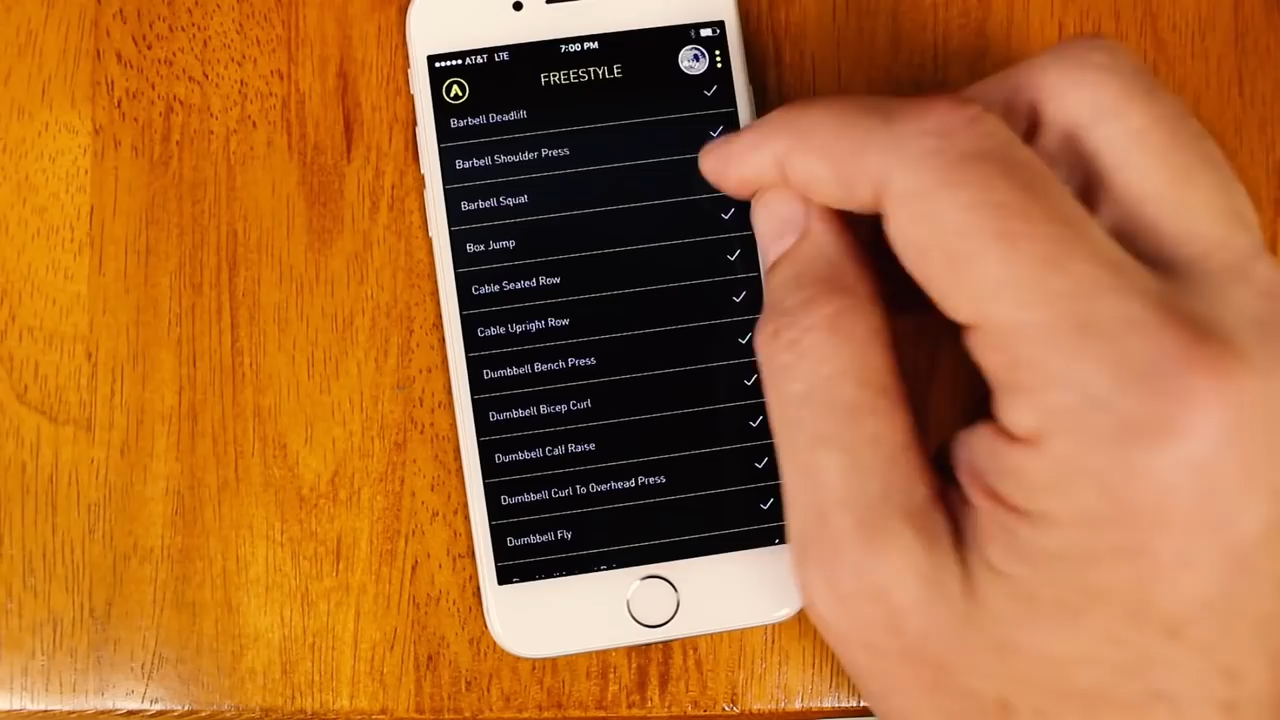 AT&T LTE 7:00 PM
FREESTYLE
Barbell Deadlift
Barbell Shoulder Press
Barbell Squat
Box Jump
Cable Seated Row
Cable Upright Row
Dumbbell Bench Press
Dumbbell Bicep Curl
Dumbbell Calf Raise
Dumbbell Curl To Overhead Press
Dumbbell Fly